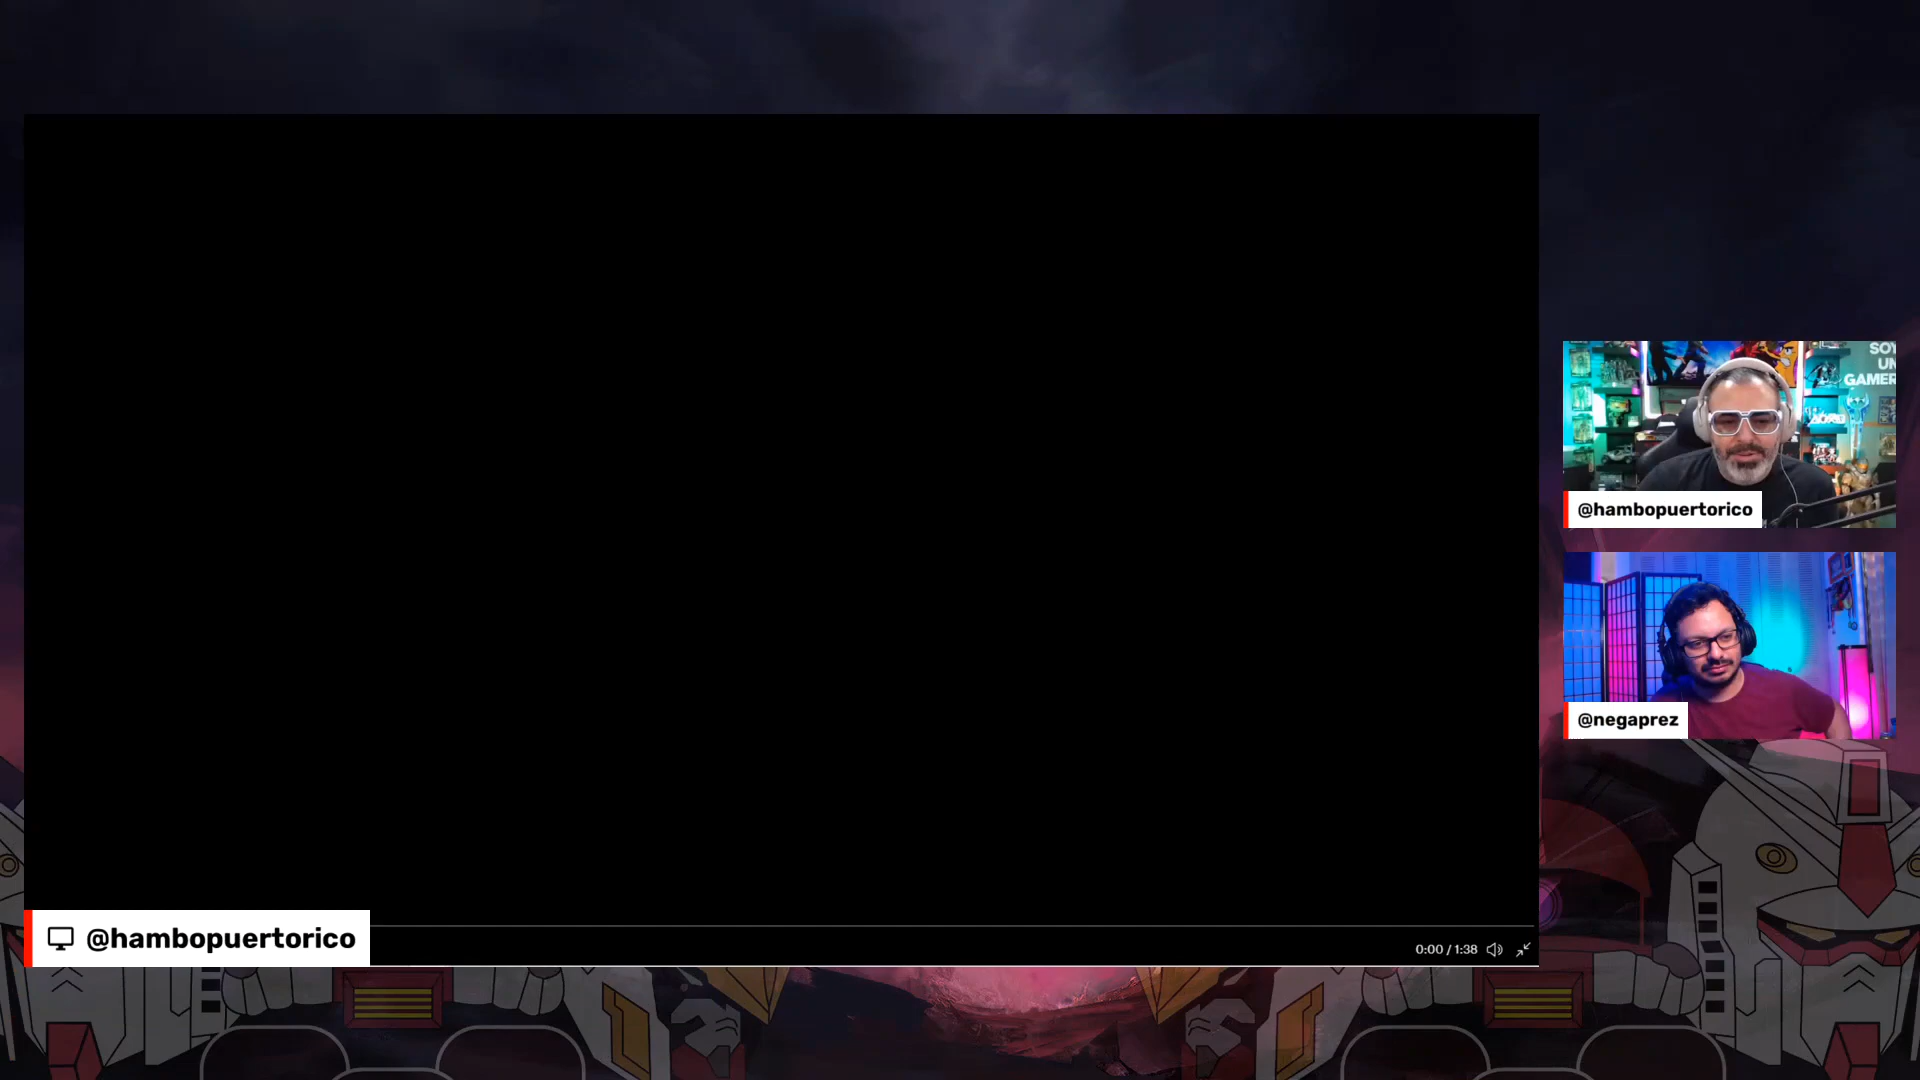 SOY
UN
GAMER
@hambopuertorico
@negaprez
@hambopuertorico
0:00 / 1:38